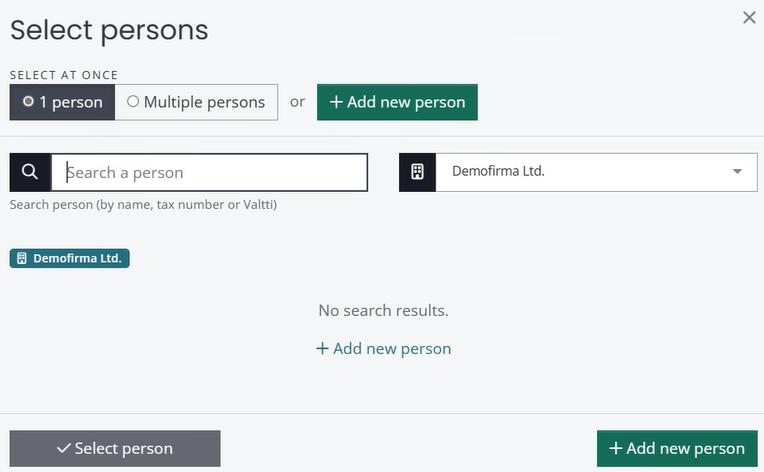 Select persons
SELECT AT ONCE
1 person
Multiple persons
or
+ Add new person
Search a person
Demofirma Ltd.
Search person (by name, tax number or Valtti)
Demofirma Ltd.
No search results.
+ Add new person
Select person
+ Add new person